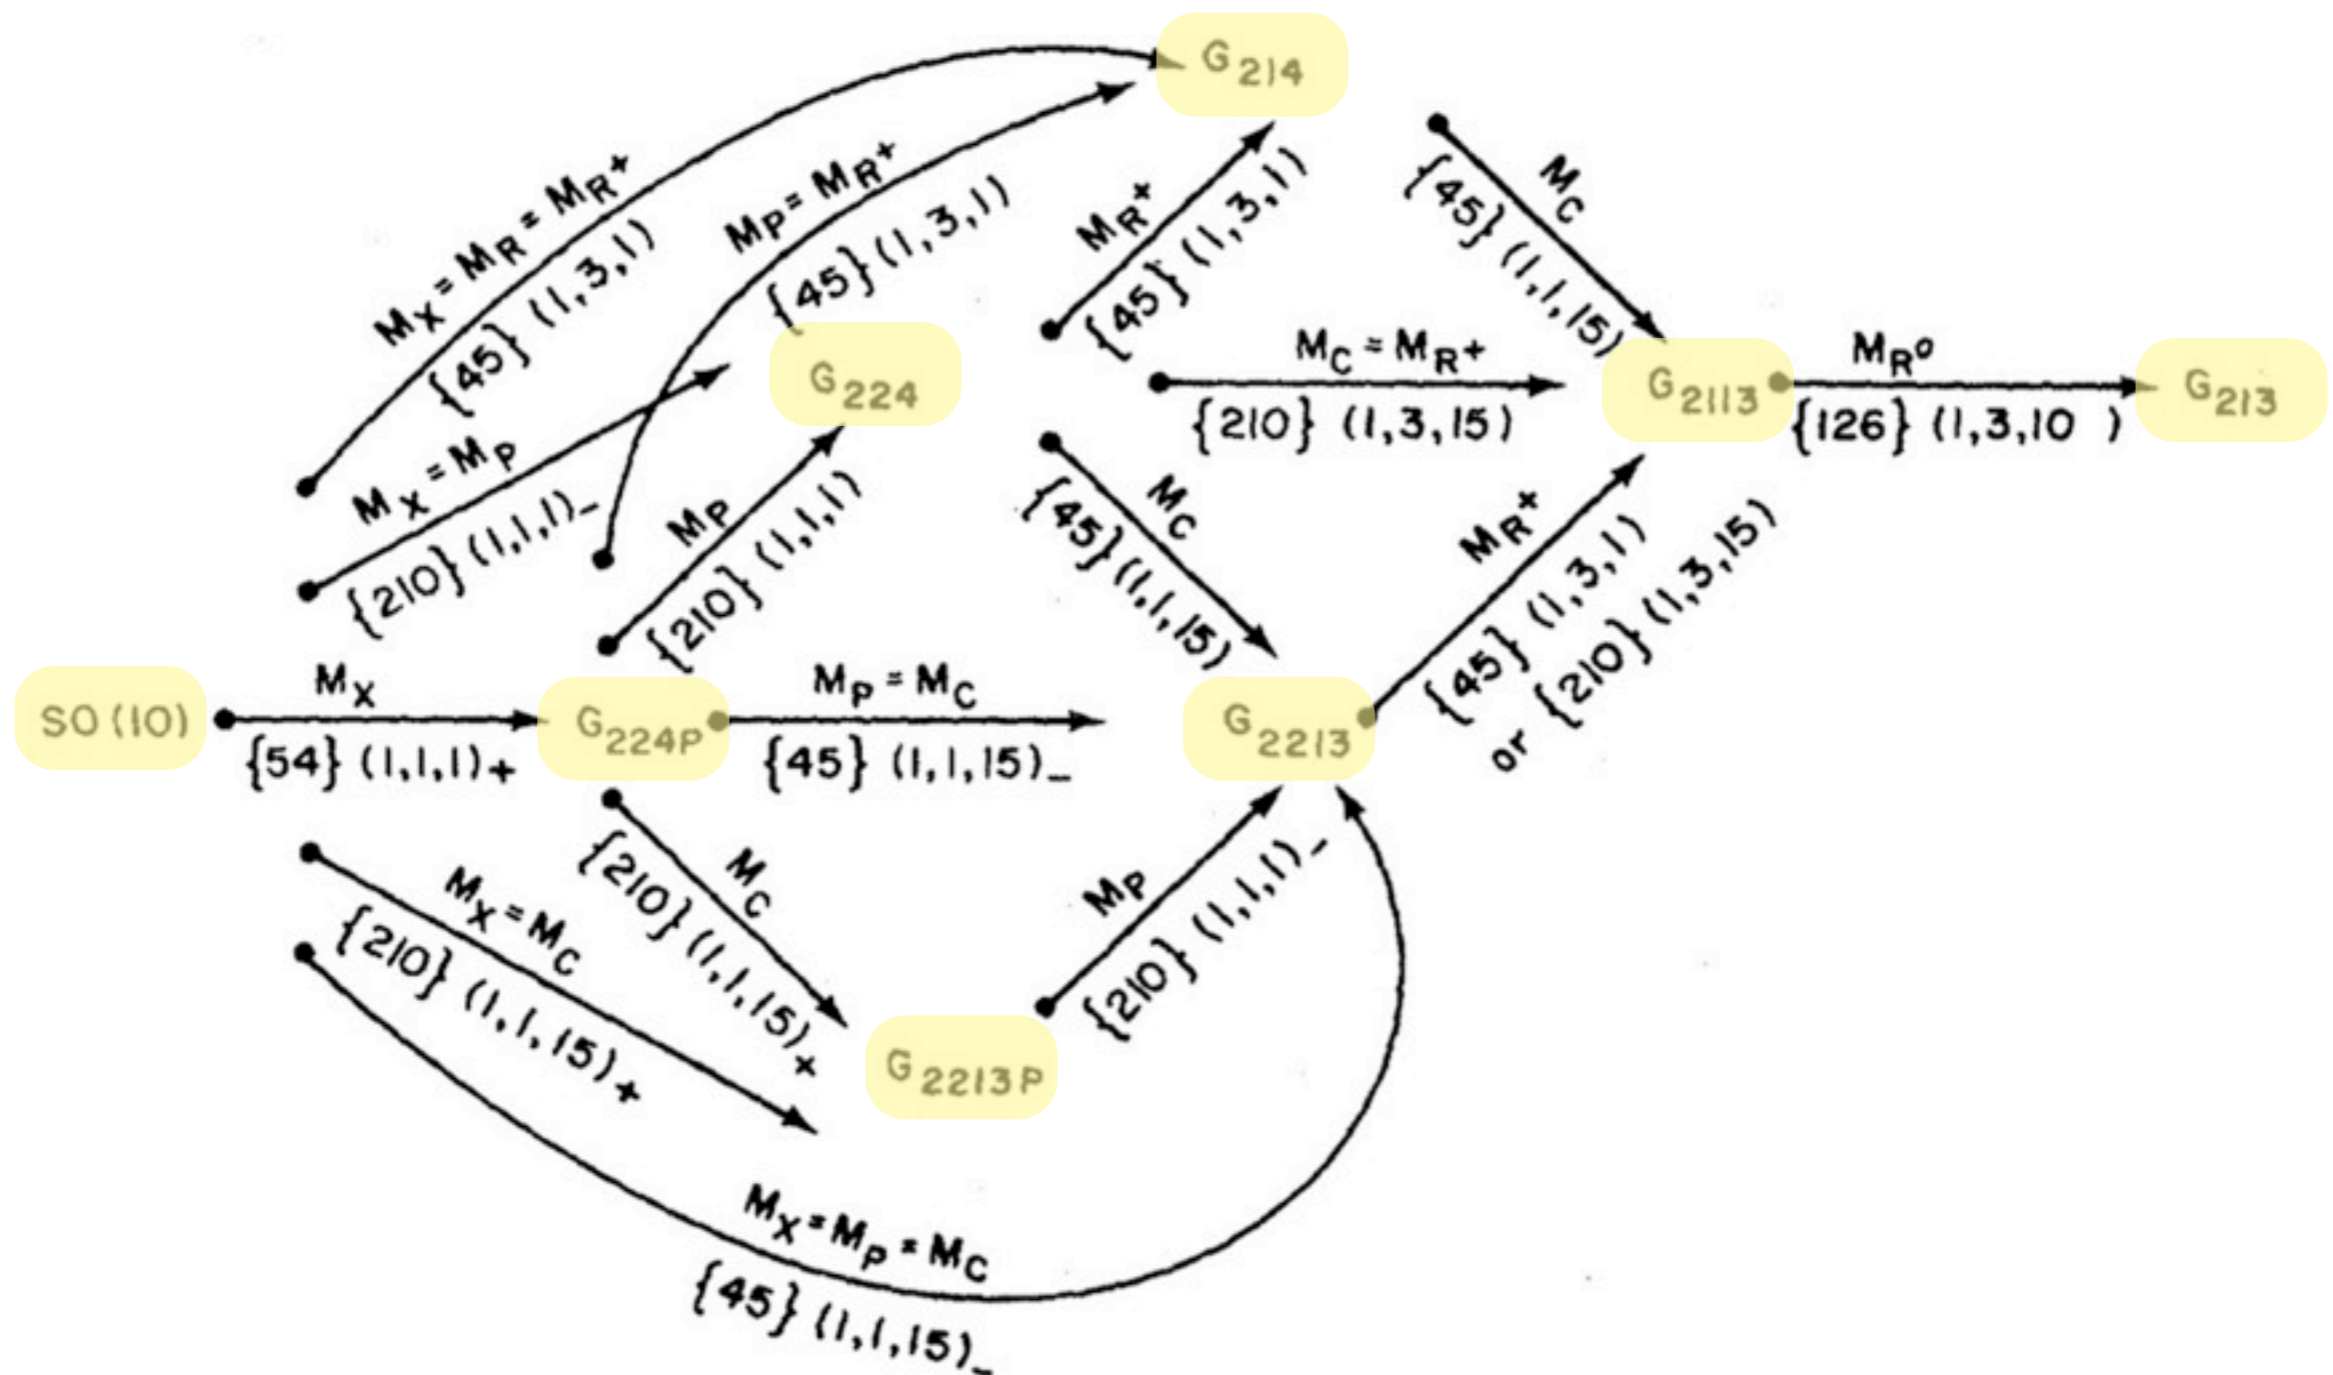 G214
MX = MR = MR+
{45} (1,3,1)
MP = MR+
{45} (1,3,1)
MR+
{45} (1,3,1)
MC
{45} (1,1,15)
G224
MX = MP
{210} (1,1,1)-
MP
{210} (1,1,1)
MC = MR+
{210} (1,3,15)
G2113
MR0
{126} (1,3,10 )
G213
MC
{45} (1,1,15)
MR+
{45} (1,3,1)
or {210} (1,3,15)
SO(10)
MX
{54} (1,1,1)+
G224P
MP = MC
{45} (1,1,15)-
G2213
MC
{210} (1,1,15)+
MX = MC
{210} (1,1,15)+
G2213P
MP
{210} (1,1,1)-
MX = MP = MC
{45} (1,1,15)-